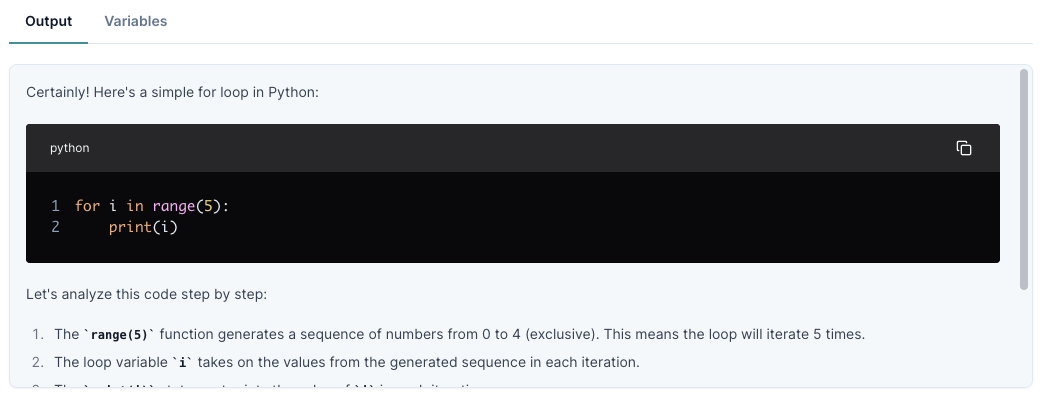 Output Variables
Certainly! Here's a simple for loop in Python:
python
1 for i in range(5):
2     print(i)
Let's analyze this code step by step:
1. The `range(5)` function generates a sequence of numbers from 0 to 4 (exclusive). This means the loop will iterate 5 times.
2. The loop variable `i` takes on the values from the generated sequence in each iteration.